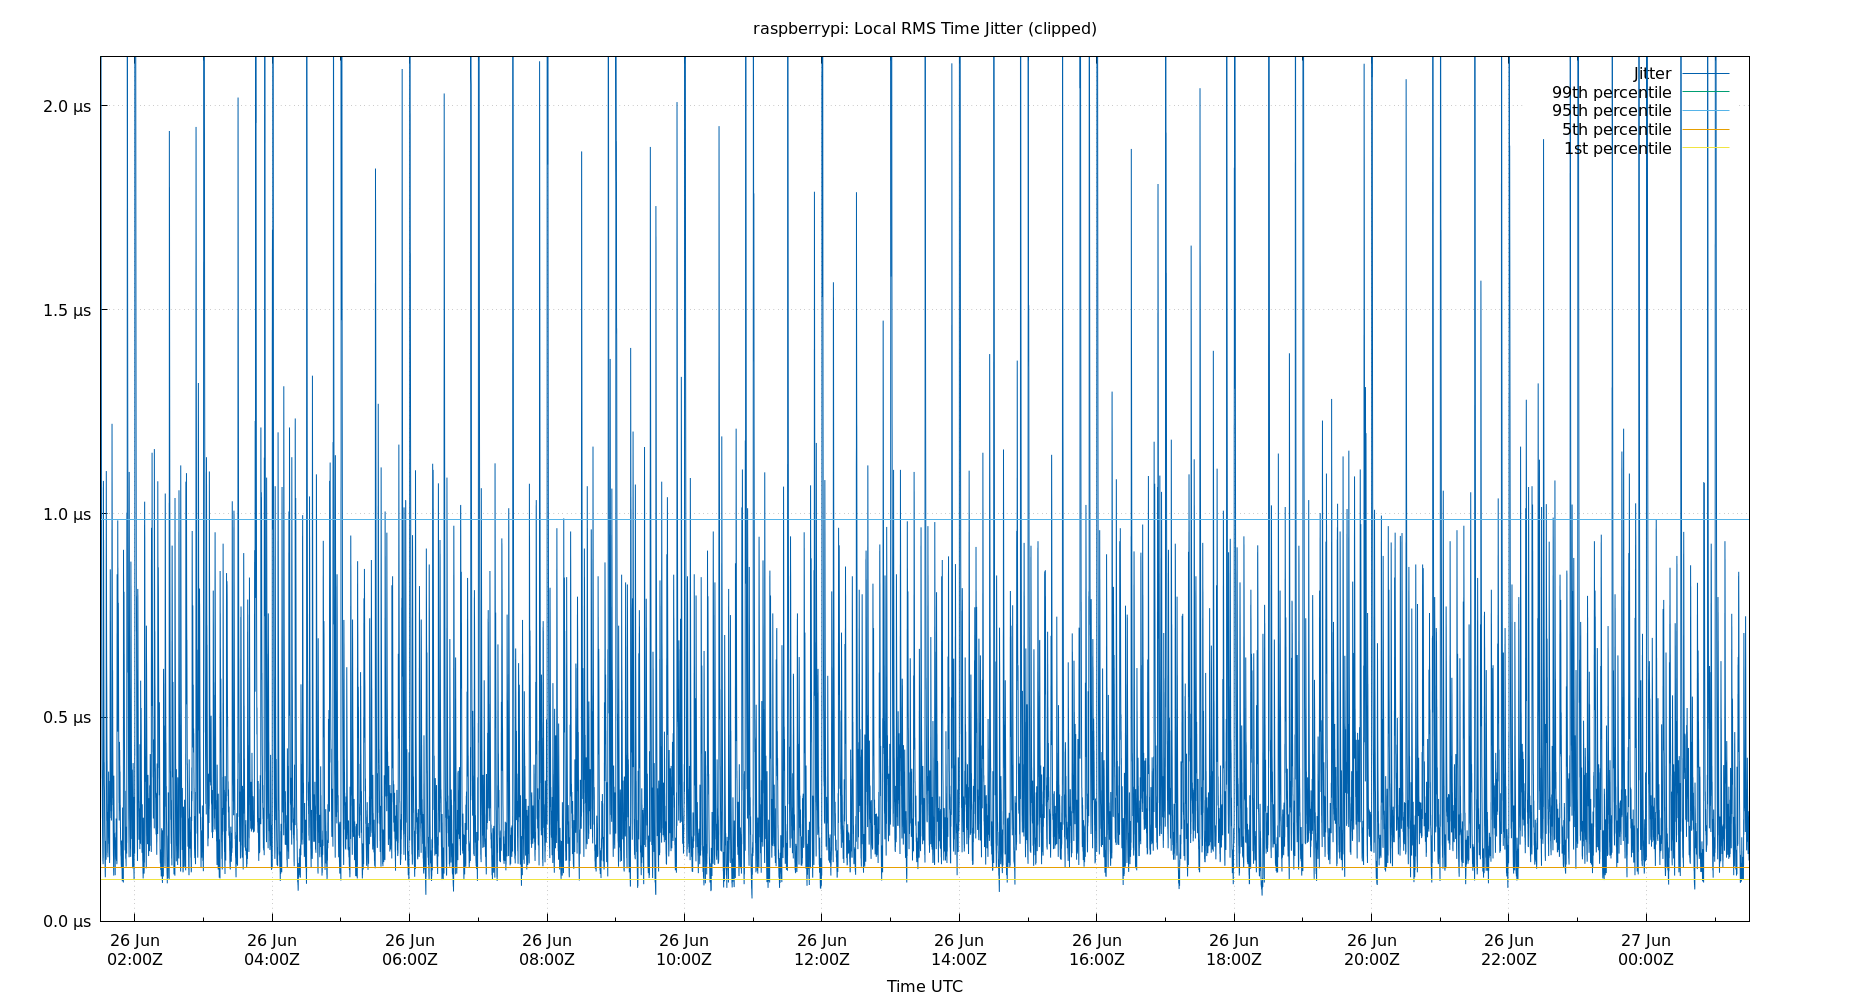 raspberrypi: Local RMS Time Jitter (clipped)
Jitter
99th percentile
95th percentile
5th percentile
1st percentile
2.0 µs
1.5 µs
1.0 µs
0.5 µs
0.0 µs
26 Jun 26 Jun 26 Jun 26 Jun 26 Jun 26 Jun 26 Jun 26 Jun 26 Jun 26 Jun 26 Jun 27 Jun
02:00Z 04:00Z 06:00Z 08:00Z 10:00Z 12:00Z 14:00Z 16:00Z 18:00Z 20:00Z 22:00Z 00:00Z
Time UTC